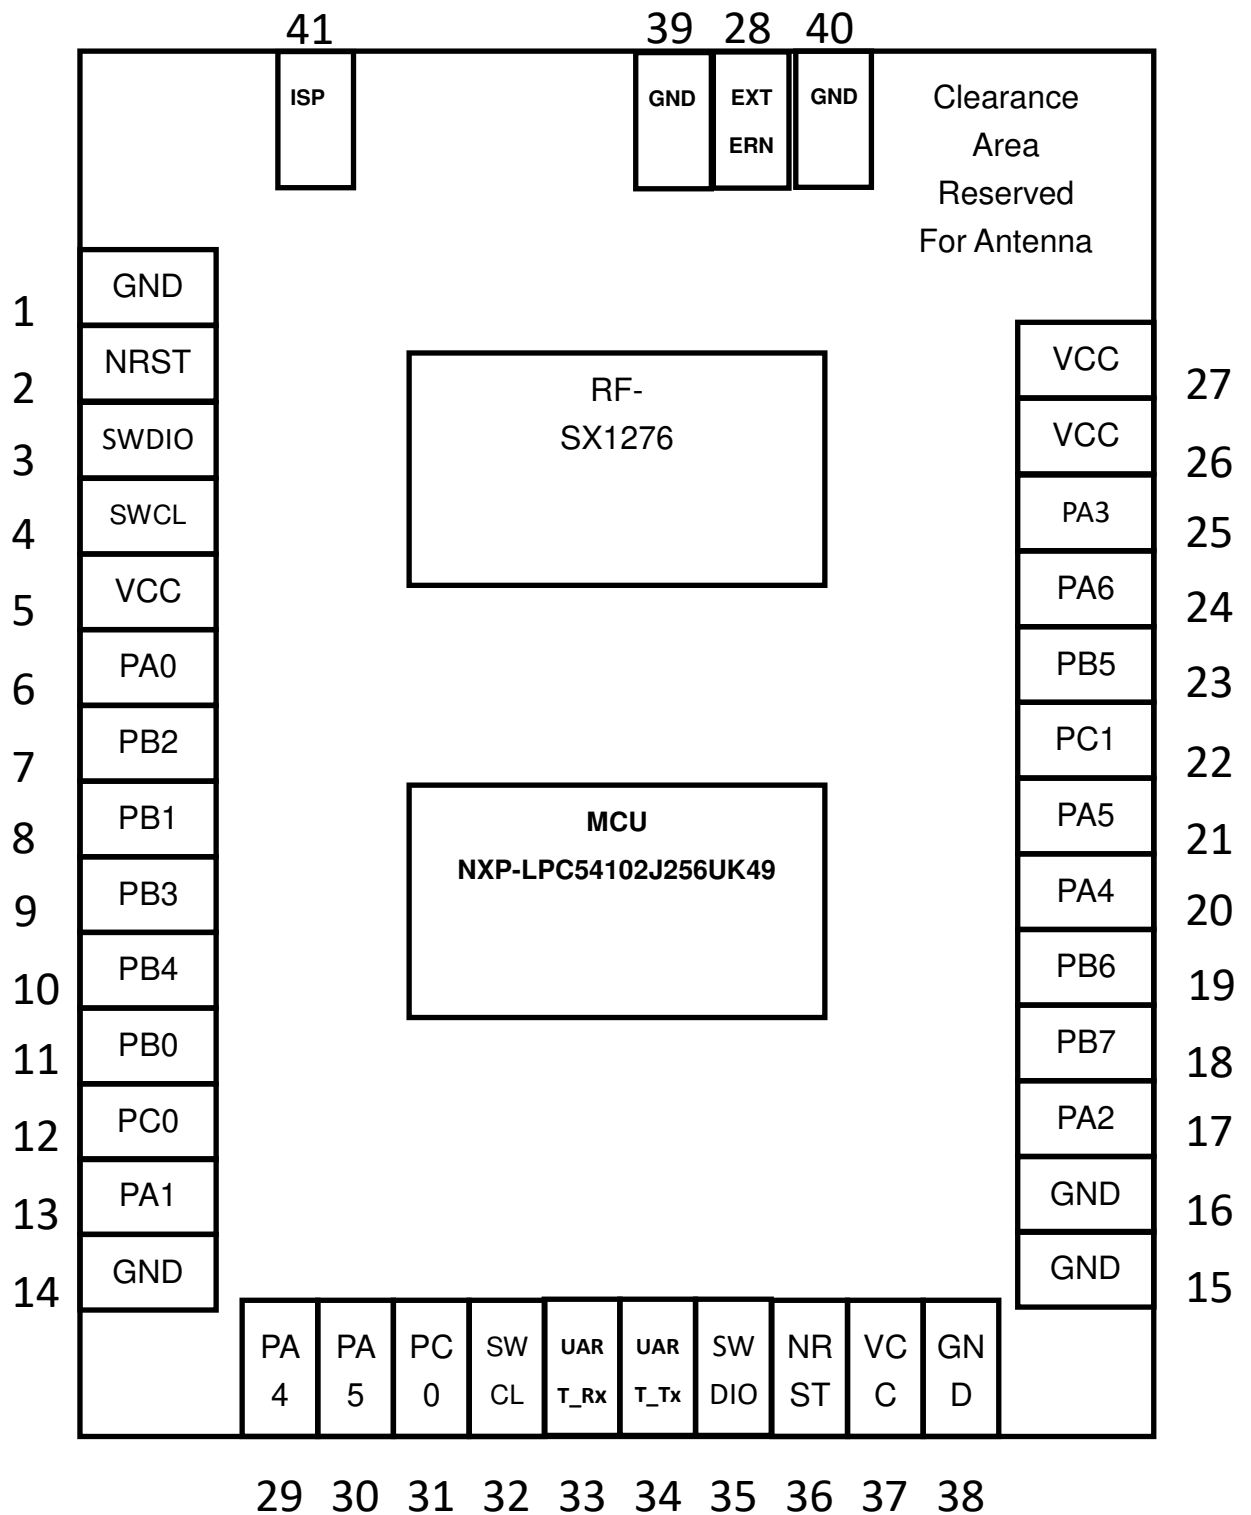 41 39 28 40
ISP GND EXT GND
ERN
Clearance
Area
Reserved
For Antenna
1 GND
2 NRST
3 SWDIO
4 SWCL
5 VCC
6 PA0
7 PB2
8 PB1
9 PB3
10 PB4
11 PB0
12 PC0
13 PA1
14 GND
RF-
SX1276
MCU
NXP-LPC54102J256UK49
VCC 27
VCC 26
PA3 25
PA6 24
PB5 23
PC1 22
PA5 21
PA4 20
PB6 19
PB7 18
PA2 17
GND 16
GND 15
PA PA PC SW UAR UAR SW NR VC GN
4 5 0 CL T_Rx T_Tx DIO ST C D
29 30 31 32 33 34 35 36 37 38